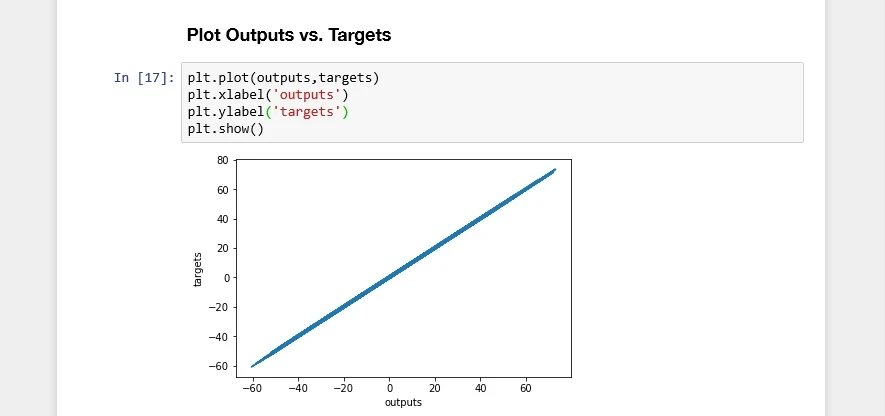 Plot Outputs vs. Targets
In [17]: plt.plot(outputs,targets)
plt.xlabel('outputs')
plt.ylabel('targets')
plt.show()
80
60
40
20
0
−20
−40
−60
targets
−60 −40 −20 0 20 40 60
outputs